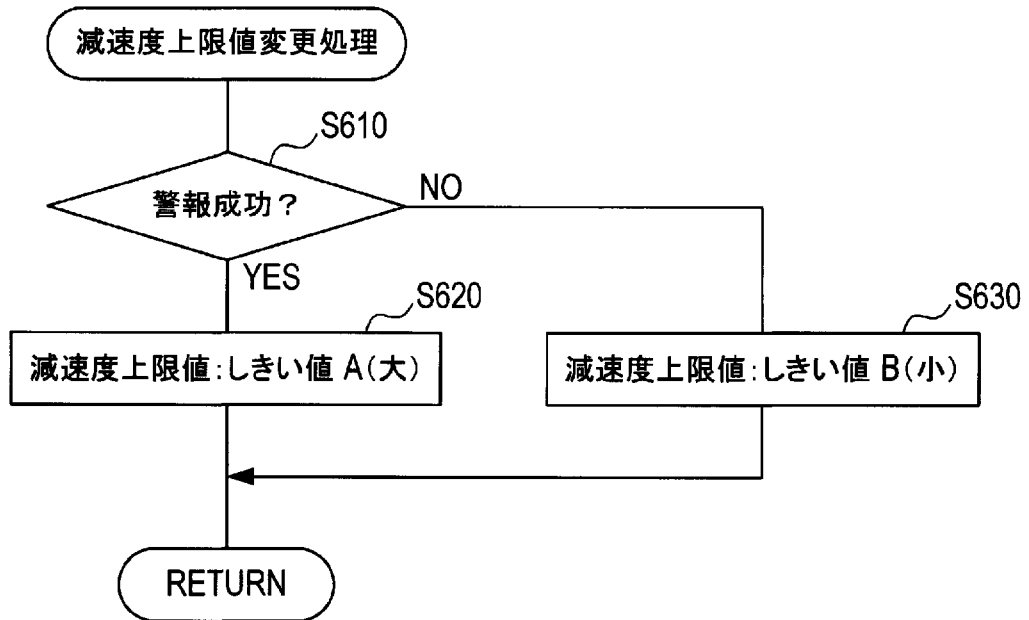 減速度上限値変更処理
S610
警報成功？
NO
YES
S620
S630
減速度上限値:しきい値 A(大)
減速度上限値:しきい値 B(小)
RETURN